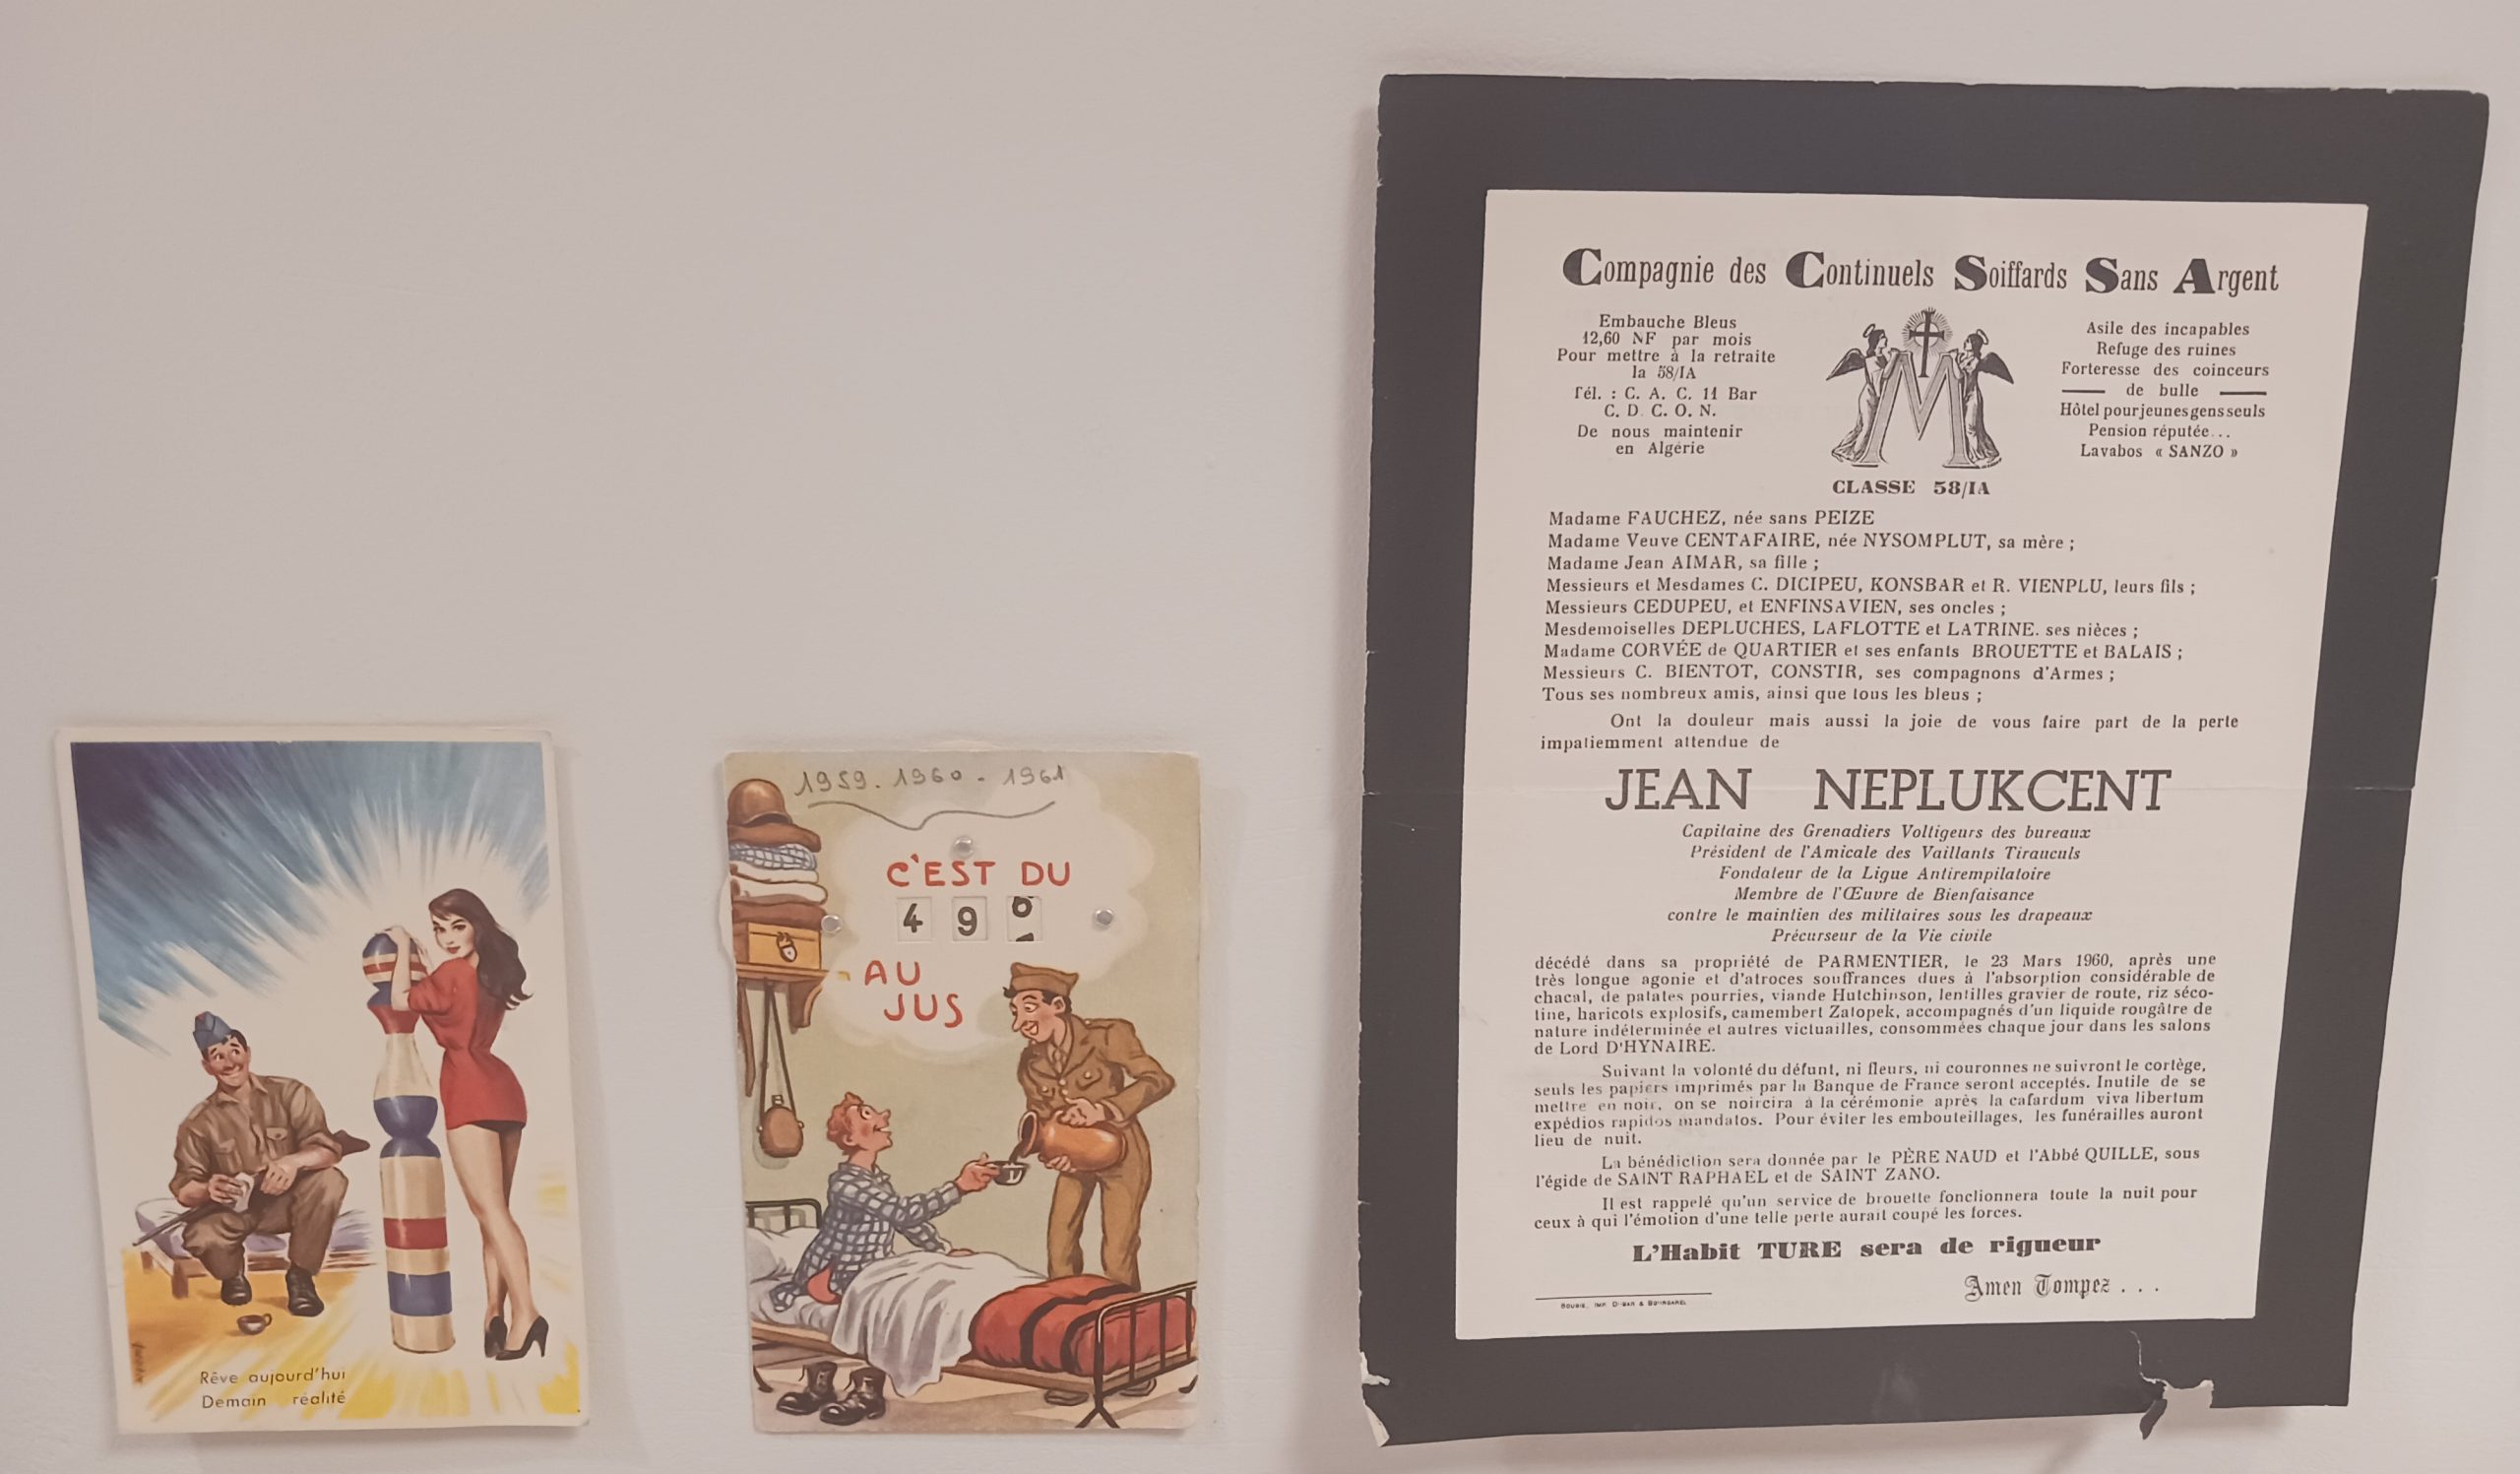 Rêve aujourd'hui
Demain réalité
1959. 1960 - 1961
C'EST DU
4 9
AU
JUS
Compagnie des Continuels Soiffards Sans Argent
Embauche Bleus
12,60 NF par mois
Pour mettre à la retraite
la 58/IA
Tél. : C. A. C. 11 Bar
C. D. C. O. N.
De nous maintenir
en Algérie
M
Asile des incapables
Refuge des ruines
Forteresse des coinceurs
de bulle
Hôtel pour jeunes gens seuls
Pension réputée...
Lavabos « SANZO »
CLASSE 58/IA
Madame FAUCHEZ, née sans PEIZE
Madame Veuve CENTAFAIRE, née NYSOMPLUT, sa mère ;
Madame Jean AIMAR, sa fille ;
Messieurs et Mesdames C. DICIPEU, KONSBAR et R. VIENPLU, leurs fils ;
Messieurs CEDUPEU, et ENFINSAVIEN, ses oncles ;
Mesdemoiselles DEPLUCHES, LAFLOTTE et LATRINE. ses nièces ;
Madame CORVÉE de QUARTIER et ses enfants BROUETTE et BALAIS ;
Messieurs C. BIENTOT, CONSTIR, ses compagnons d'Armes ;
Tous ses nombreux amis, ainsi que tous les bleus ;
Ont la douleur mais aussi la joie de vous faire part de la perte
impatiemment attendue de
JEAN NEPLUKCENT
Capitaine des Grenadiers Voltigeurs des bureaux
Président de l'Amicale des Vaillants Tirauculs
Fondateur de la Ligue Antirempilatoire
Membre de l'Œuvre de Bienfaisance
contre le maintien des militaires sous les drapeaux
Précurseur de la Vie civile
décédé dans sa propriété de PARMENTIER, le 23 Mars 1960, après une
très longue agonie et d'atroces souffrances dues à l'absorption considérable de
chacal, de patates pourries, viande Hutchinson, lentilles gravier de route, riz séco-
tine, haricots explosifs, camembert Zatopek, accompagnés d'un liquide rougâtre de
nature indéterminée et autres victuailles, consommées chaque jour dans les salons
de Lord D'HYNAIRE.
Suivant la volonté du défunt, ni fleurs, ni couronnes ne suivront le cortège,
seuls les papiers imprimés par la Banque de France seront acceptés. Inutile de se
mettre en noir, on se noircira à la cérémonie après la cafardum viva libertum
expédios rapidos mandatos. Pour éviter les embouteillages, les funérailles auront
lieu de nuit.
La bénédiction sera donnée par le PÈRE NAUD et l'Abbé QUILLE, sous
l'égide de SAINT RAPHAEL et de SAINT ZANO.
Il est rappelé qu'un service de brouette fonctionnera toute la nuit pour
ceux à qui l'émotion d'une telle perte aurait coupé les forces.
L'Habit TURE sera de rigueur
Amen Tompez . . .